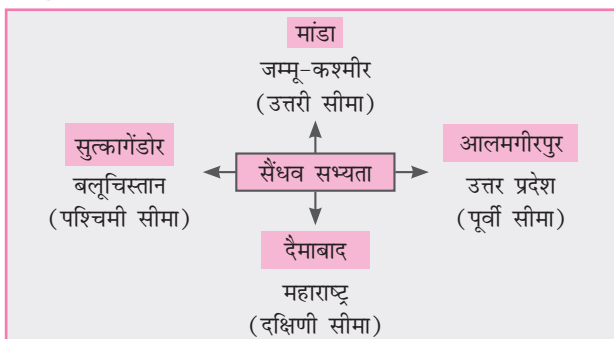 मांडा
जम्मू-कश्मीर
(उत्तरी सीमा)
सुत्कागेंडोर
बलूचिस्तान
(पश्चिमी सीमा)
सैंधव सभ्यता
आलमगीरपुर
उत्तर प्रदेश
(पूर्वी सीमा)
दैमाबाद
महाराष्ट्र
(दक्षिणी सीमा)